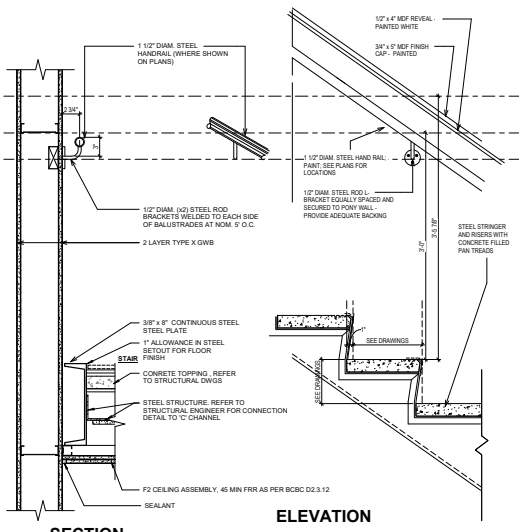 1 1/2" DIAM. STEEL
HANDRAIL (WHERE SHOWN
ON PLANS)
2 3/4"
3"
1/2" DIAM. (x2) STEEL ROD
BRACKETS WELDED TO EACH SIDE
OF BALUSTRADES AT NOM. 5' O.C.
2 LAYER TYPE X GWB
3/8" x 8" CONTINUOUS STEEL
STEEL PLATE
1" ALLOWANCE IN STEEL
SETOUT FOR FLOOR
FINISH
STAIR
CONRETE TOPPING , REFER
TO STRUCTURAL DWGS
STEEL STRUCTURE. REFER TO
STRUCTURAL ENGINEER FOR CONNECTION
DETAIL TO 'C' CHANNEL
F2 CEILING ASSEMBLY, 45 MIN FRR AS PER BCBC D2.3.12
SEALANT
SECTION
1/2" x 4" MDF REVEAL -
PAINTED WHITE
3/4" x 5" MDF FINISH
CAP - PAINTED
1 1/2" DIAM. STEEL HAND RAIL;
PAINT; SEE PLANS FOR
LOCATIONS
1/2" DIAM. STEEL ROD L-
BRACKET EQUALLY SPACED AND
SECURED TO PONY WALL -
PROVIDE ADEQUATE BACKING
3'-0"
3'-5 7/8"
STEEL STRINGER
AND RISERS WITH
CONCRETE FILLED
PAN TREADS
1"
SEE DRAWINGS
SEE DRAWINGS
ELEVATION